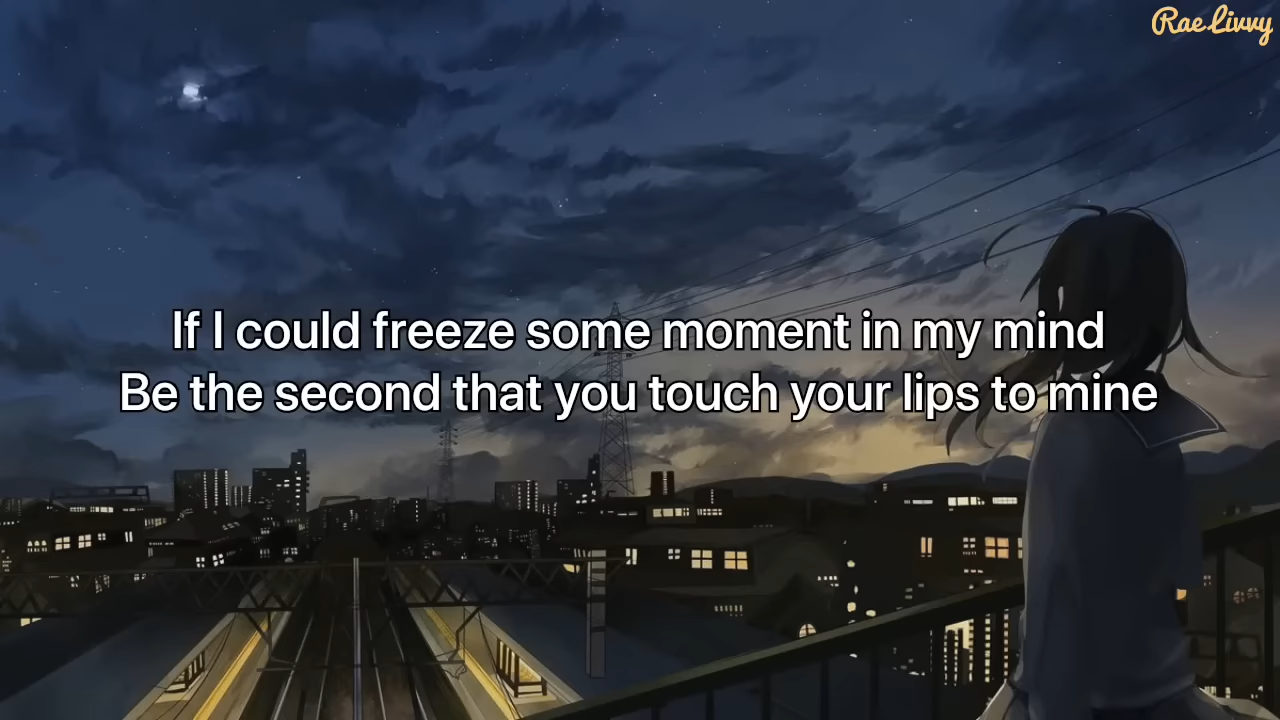 Rae Livvy
If I could freeze some moment in my mind
Be the second that you touch your lips to mine